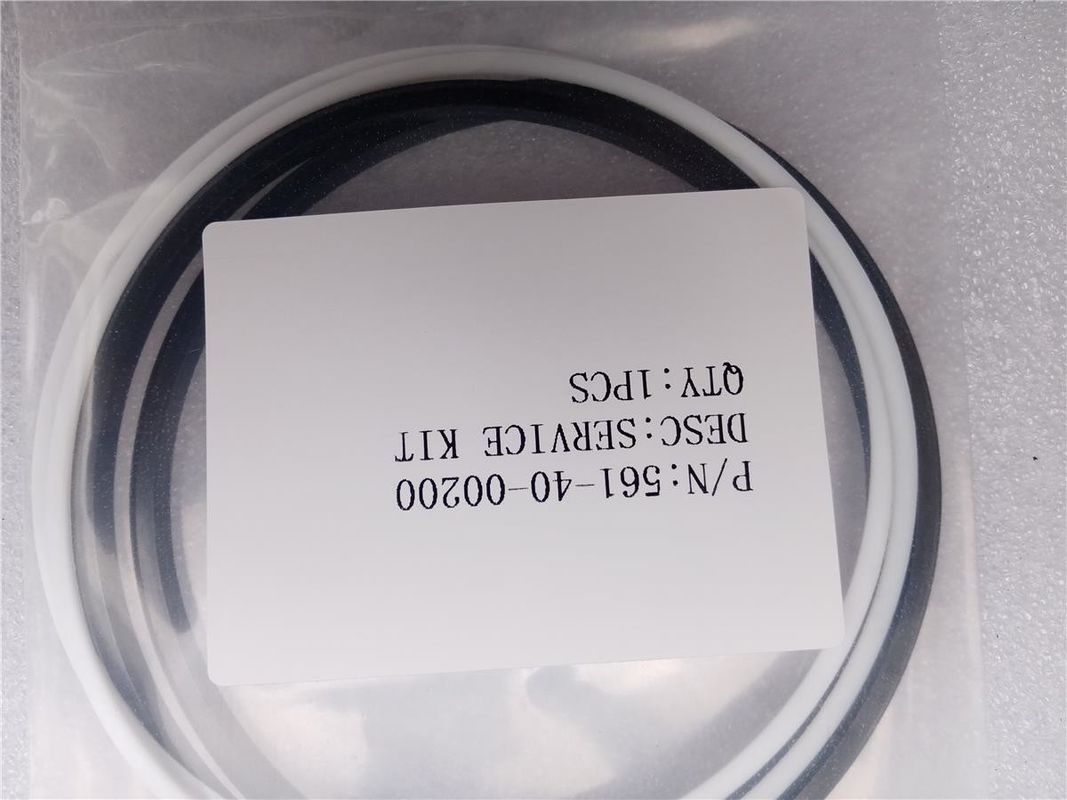 P/N:561-40-00200
DESC:SERVICE KIT
QTY:1PCS